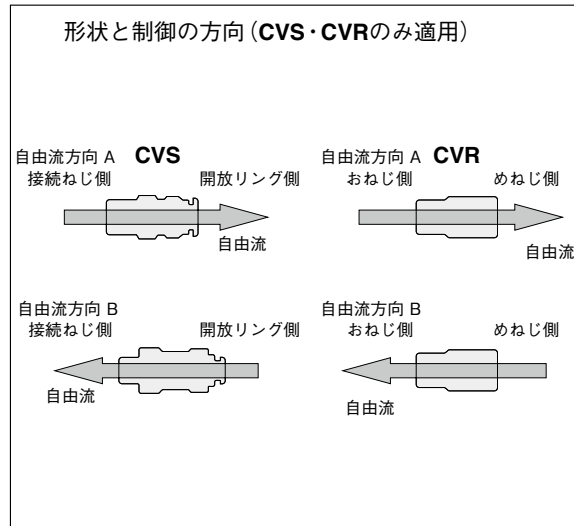 形状と制御の方向（CVS・CVRのみ適用）
自由流方向 A CVS
接続ねじ側 開放リング側
自由流
自由流方向 A CVR
おねじ側 めねじ側
自由流
自由流方向 B
接続ねじ側 開放リング側
自由流
自由流方向 B
おねじ側 めねじ側
自由流